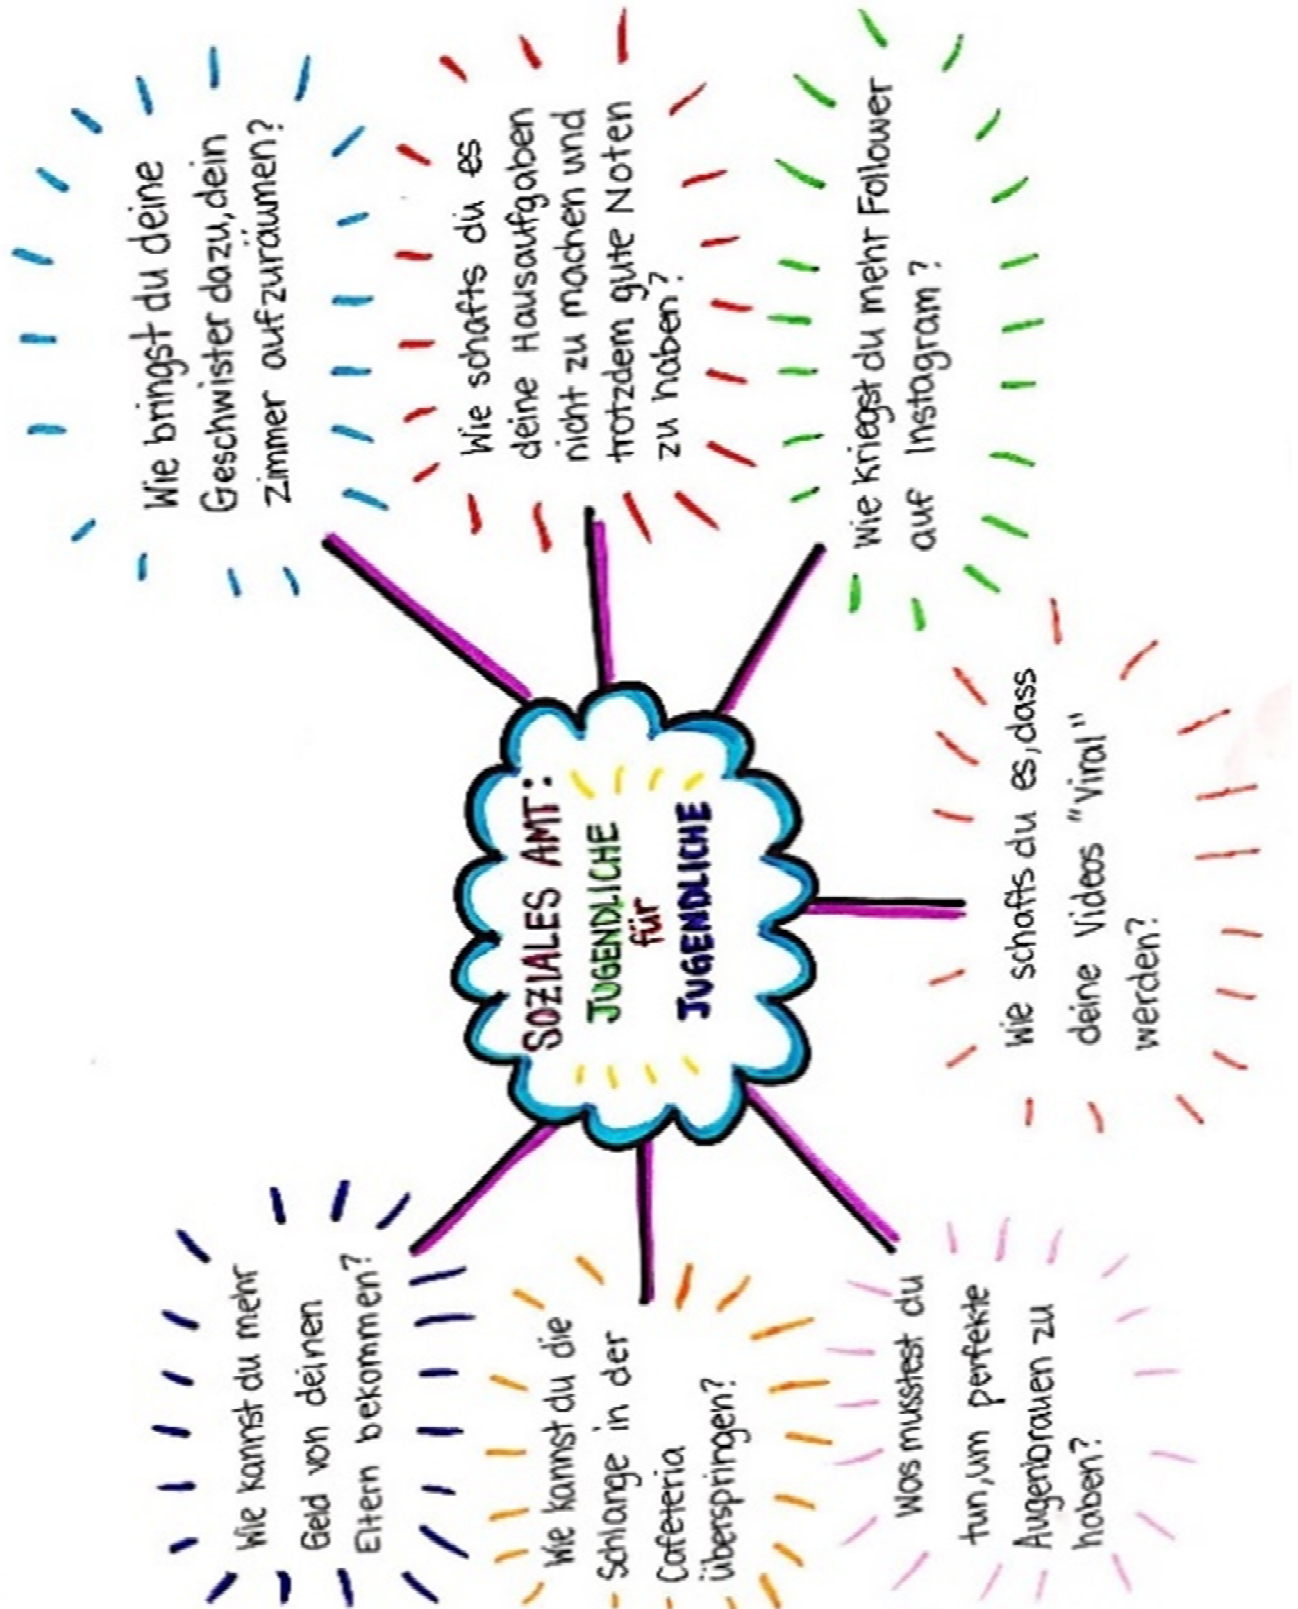 SOZIALES AMT:
JUGENDLICHE
für
JUGENDLICHE
Wie kannst du mehr
Geld von deinen
Eltern bekommen?
Wie bringst du deine
Geschwister dazu, dein
Zimmer aufzuräumen?
Wie schafts du es
deine Hausaufgaben
nicht zu machen und
trotzdem gute Noten
zu haben?
Wie kriegst du mehr Follower
auf Instagram?
Wie schafts du es, dass
deine Videos "Viral"
werden?
Was musstest du
tun, um perfekte
Augenbrauen zu
haben?
Wie kannst du die
Schlange in der
Cafeteria
überspringen?